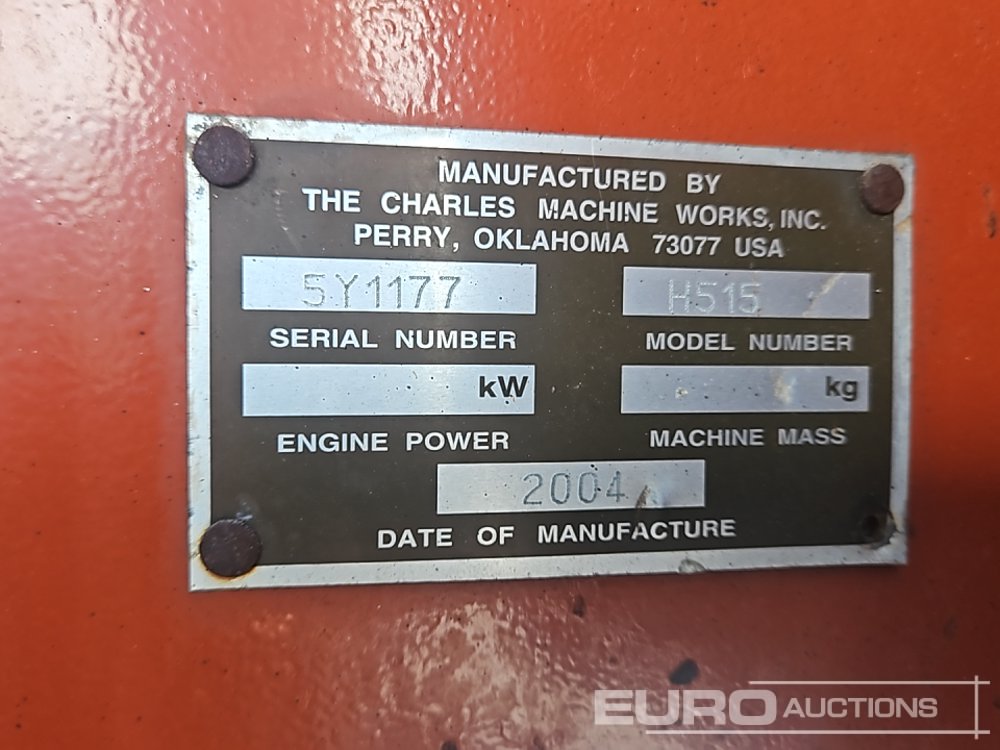 MANUFACTURED BY
THE CHARLES MACHINE WORKS, INC.
PERRY, OKLAHOMA 73077 USA
5Y1177 H515
SERIAL NUMBER MODEL NUMBER
kW kg
ENGINE POWER MACHINE MASS
2004
DATE OF MANUFACTURE
EURO AUCTIONS